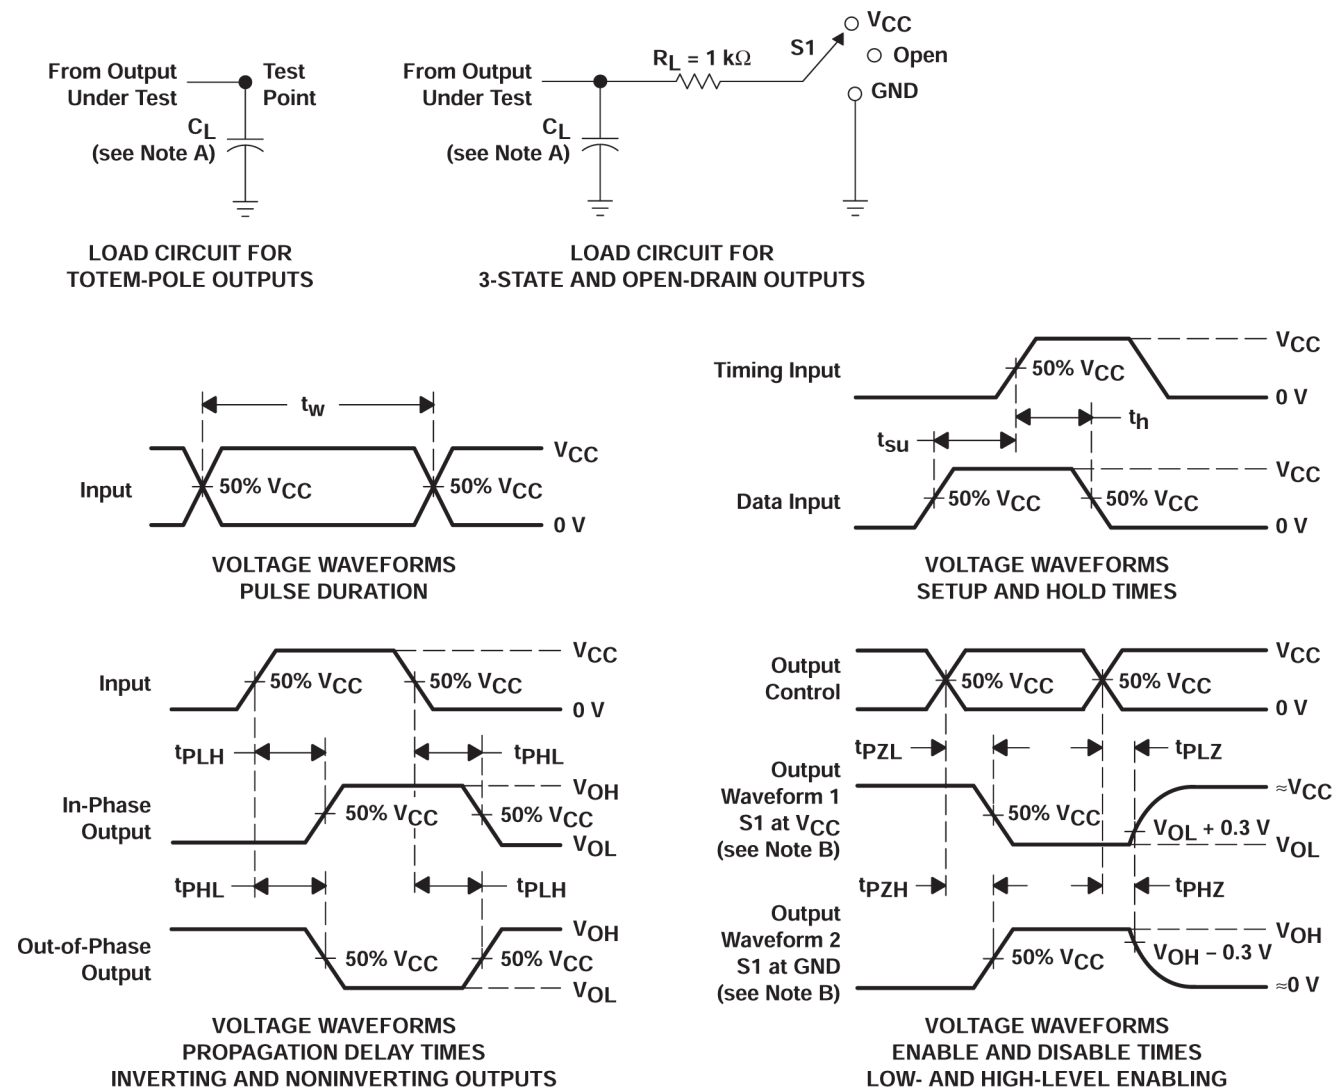 From Output
Under Test
Test
Point
CL
(see Note A)
LOAD CIRCUIT FOR
TOTEM-POLE OUTPUTS
From Output
Under Test
RL = 1 kΩ
S1
VCC
Open
GND
CL
(see Note A)
LOAD CIRCUIT FOR
3-STATE AND OPEN-DRAIN OUTPUTS
tw
Input
50% VCC
50% VCC
VCC
0 V
VOLTAGE WAVEFORMS
PULSE DURATION
Timing Input
50% VCC
VCC
0 V
th
tsu
Data Input
50% VCC
50% VCC
VCC
0 V
VOLTAGE WAVEFORMS
SETUP AND HOLD TIMES
Input
50% VCC
50% VCC
VCC
0 V
tPLH
tPHL
In-Phase
Output
50% VCC
50% VCC
VOH
VOL
tPHL
tPLH
Out-of-Phase
Output
50% VCC
50% VCC
VOH
VOL
VOLTAGE WAVEFORMS
PROPAGATION DELAY TIMES
INVERTING AND NONINVERTING OUTPUTS
Output
Control
50% VCC
50% VCC
VCC
0 V
tPZL
tPLZ
Output
Waveform 1
S1 at VCC
(see Note B)
50% VCC
≈VCC
VOL + 0.3 V
VOL
tPZH
tPHZ
Output
Waveform 2
S1 at GND
(see Note B)
50% VCC
VOH
VOH − 0.3 V
≈0 V
VOLTAGE WAVEFORMS
ENABLE AND DISABLE TIMES
LOW- AND HIGH-LEVEL ENABLING